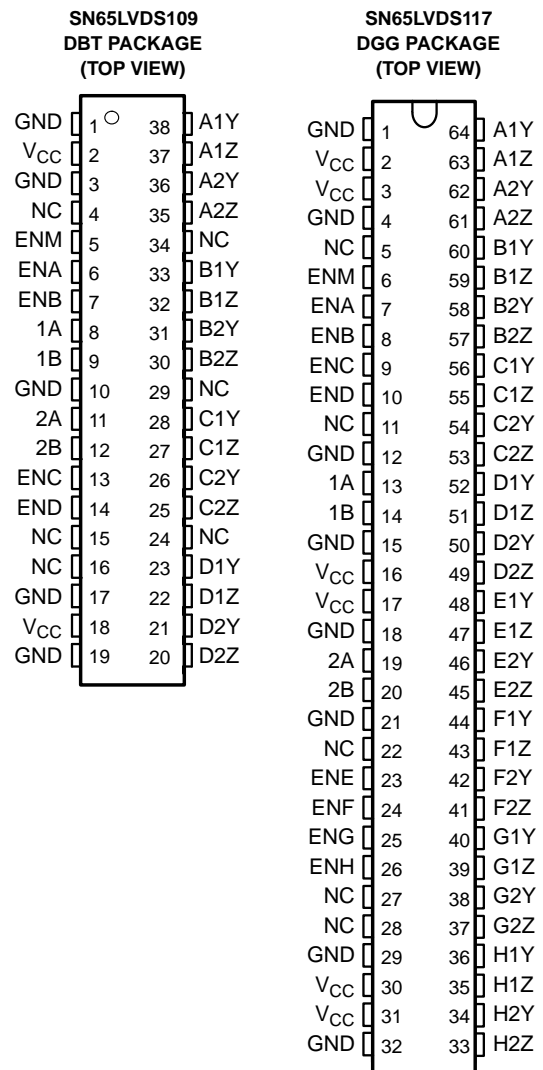 SN65LVDS109
DBT PACKAGE
(TOP VIEW)
GND 1 38 A1Y
VCC 2 37 A1Z
GND 3 36 A2Y
NC 4 35 A2Z
ENM 5 34 NC
ENA 6 33 B1Y
ENB 7 32 B1Z
1A 8 31 B2Y
1B 9 30 B2Z
GND 10 29 NC
2A 11 28 C1Y
2B 12 27 C1Z
ENC 13 26 C2Y
END 14 25 C2Z
NC 15 24 NC
NC 16 23 D1Y
GND 17 22 D1Z
VCC 18 21 D2Y
GND 19 20 D2Z
SN65LVDS117
DGG PACKAGE
(TOP VIEW)
GND 1 64 A1Y
VCC 2 63 A1Z
VCC 3 62 A2Y
GND 4 61 A2Z
NC 5 60 B1Y
ENM 6 59 B1Z
ENA 7 58 B2Y
ENB 8 57 B2Z
ENC 9 56 C1Y
END 10 55 C1Z
NC 11 54 C2Y
GND 12 53 C2Z
1A 13 52 D1Y
1B 14 51 D1Z
GND 15 50 D2Y
VCC 16 49 D2Z
VCC 17 48 E1Y
GND 18 47 E1Z
2A 19 46 E2Y
2B 20 45 E2Z
GND 21 44 F1Y
NC 22 43 F1Z
ENE 23 42 F2Y
ENF 24 41 F2Z
ENG 25 40 G1Y
ENH 26 39 G1Z
NC 27 38 G2Y
NC 28 37 G2Z
GND 29 36 H1Y
VCC 30 35 H1Z
VCC 31 34 H2Y
GND 32 33 H2Z